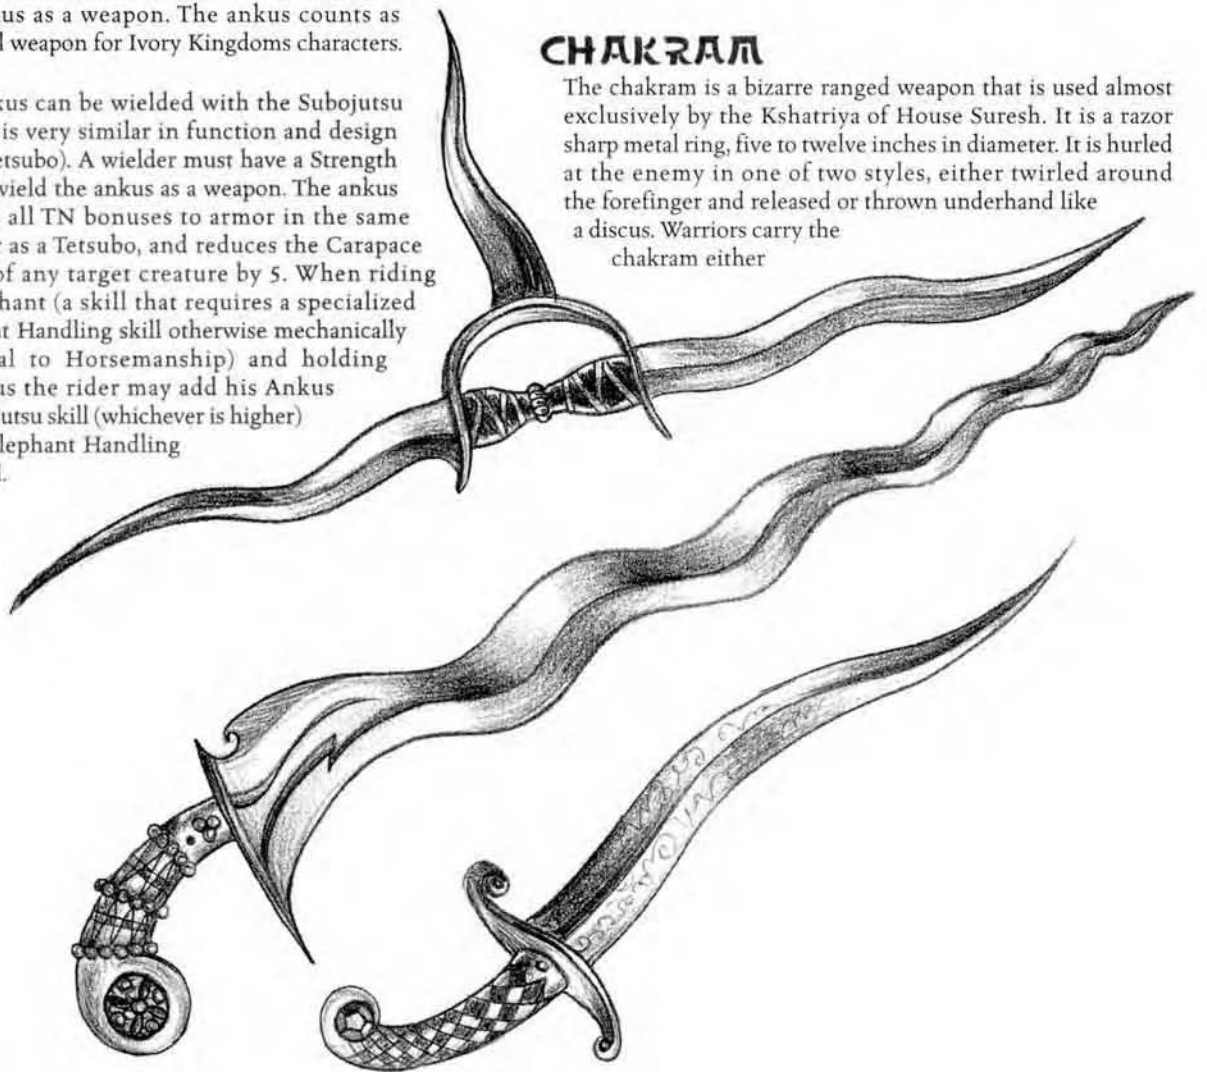 us as a weapon. The ankus counts as
l weapon for Ivory Kingdoms characters.
kus can be wielded with the Subojutsu
is very similar in function and design
etsubo). A wielder must have a Strength
wield the ankus as a weapon. The ankus
all TN bonuses to armor in the same
r as a Tetsubo, and reduces the Carapace
of any target creature by 5. When riding
phant (a skill that requires a specialized
nt Handling skill otherwise mechanically
al to Horsemanship) and holding
us the rider may add his Ankus
jutsu skill (whichever is higher)
lephant Handling
l.
CHAKRAM
The chakram is a bizarre ranged weapon that is used almost
exclusively by the Kshatriya of House Suresh. It is a razor
sharp metal ring, five to twelve inches in diameter. It is hurled
at the enemy in one of two styles, either twirled around
the forefinger and released or thrown underhand like
a discus. Warriors carry the
chakram either